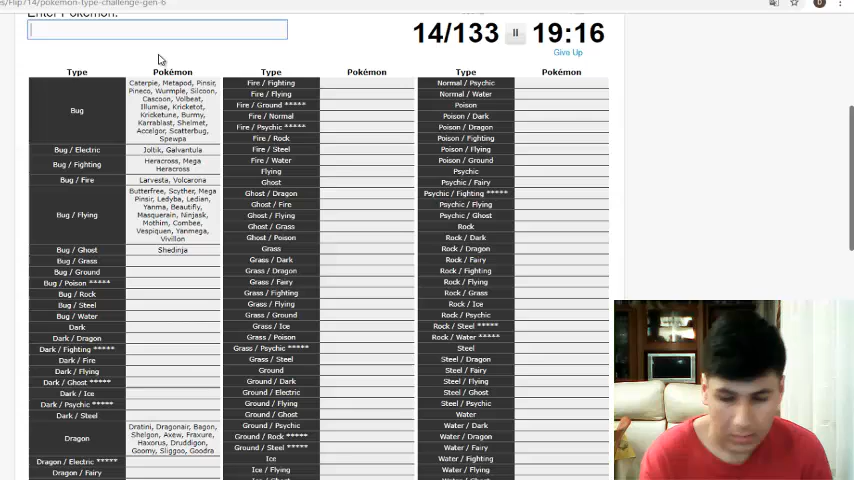 es/Flip7/pokemon-type-challenge-gen-6
Enter Pokémon:
14/133
19:16
Give Up
Type Pokémon Type Pokémon Type Pokémon
Bug
Caterpie, Metapod, Pinsir,
Pineco, Wurmple, Silcoon,
Cascoon, Volbeat,
Illumise, Kricketot,
Kricketune, Burmy,
Karrablast, Shelmet,
Accelgor, Scatterbug,
Spewpa
Bug / Electric Joltik, Galvantula
Bug / Fighting
Heracross, Mega
Heracross
Bug / Fire Larvesta, Volcarona
Bug / Flying
Butterfree, Scyther, Mega
Pinsir, Ledyba, Ledian,
Yanma, Beautifly,
Masquerain, Ninjask,
Mothim, Combee,
Vespiquen, Yanmega,
Vivillon
Bug / Ghost Shedinja
Bug / Grass
Bug / Ground
Bug / Poison *****
Bug / Rock
Bug / Steel
Bug / Water
Dark
Dark / Dragon
Dark / Fighting *****
Dark / Fire
Dark / Flying
Dark / Ghost *****
Dark / Ice
Dark / Psychic *****
Dark / Steel
Dragon
Dratini, Dragonair, Bagon,
Shelgon, Axew, Fraxure,
Haxorus, Druddigon,
Goomy, Sliggoo, Goodra
Dragon / Electric *****
Dragon / Fairy
Fire / Fighting
Fire / Flying
Fire / Ground *****
Fire / Normal
Fire / Psychic *****
Fire / Rock
Fire / Steel
Fire / Water
Flying
Ghost
Ghost / Dragon
Ghost / Fire
Ghost / Flying
Ghost / Grass
Ghost / Poison
Grass
Grass / Dragon
Grass / Fairy
Grass / Fighting
Grass / Flying
Grass / Ground
Grass / Ice
Grass / Poison
Grass / Psychic *****
Grass / Steel
Ground
Ground / Dark
Ground / Electric
Ground / Flying
Ground / Ghost
Ground / Psychic
Ground / Rock *****
Ground / Steel *****
Ice
Ice / Flying
Ice / Ghost
Normal / Psychic
Normal / Water
Poison
Poison / Dark
Poison / Dragon
Poison / Fighting
Poison / Flying
Poison / Ground
Psychic
Psychic / Fairy
Psychic / Fighting *****
Psychic / Flying
Psychic / Ghost
Rock
Rock / Dark
Rock / Dragon
Rock / Fairy
Rock / Fighting
Rock / Flying
Rock / Grass
Rock / Ice
Rock / Psychic
Rock / Steel *****
Rock / Water *****
Steel
Steel / Dragon
Steel / Fairy
Steel / Flying
Steel / Ghost
Steel / Psychic
Water
Water / Dark
Water / Dragon
Water / Electric
Water / Fighting
Water / Flying